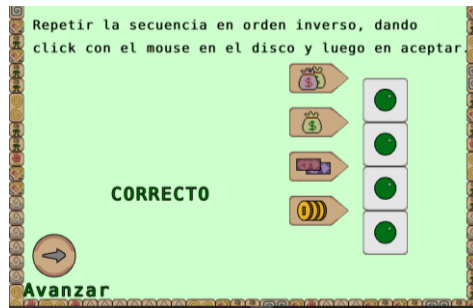 Repetir la secuencia en orden inverso, dando
click con el mouse en el disco y luego en aceptar.
CORRECTO
Avanzar